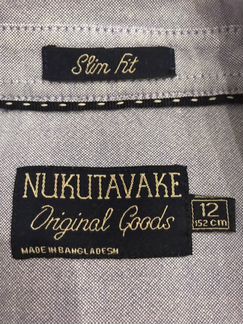 Slim fit
NUKUTAVAKE
Original Goods
MADE IN BANGLADESH
12
152 cm